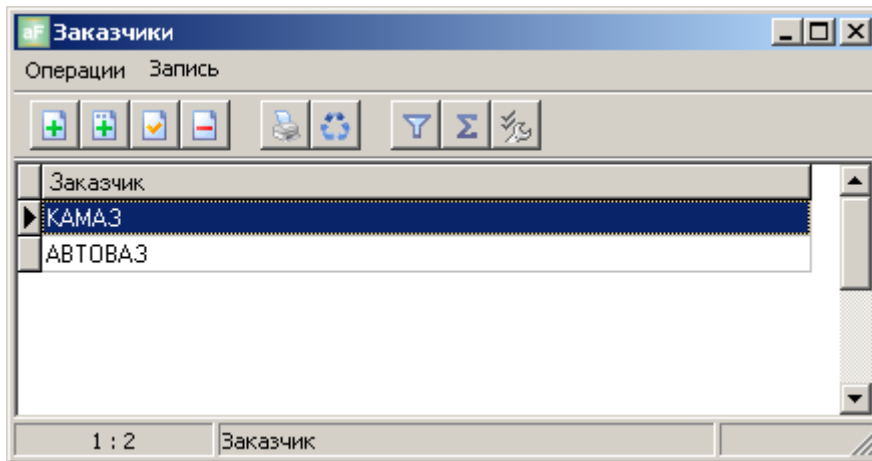 aF Заказчики
Операции Запись
Заказчик
КАМАЗ
АВТОВАЗ
1 : 2 Заказчик